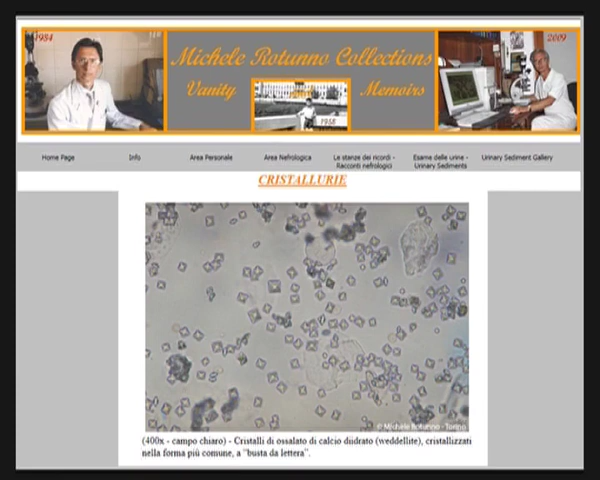 1984
2009
Michele Rotunno Collections
Vanity
Memoirs
1958
Home Page
Info
Area Personale
Area Nefrologica
Le stanze dei ricordi -
Racconti nefrologici
Esame delle urine -
Urinary Sediments
Urinary Sediment Gallery
CRISTALLURIE
© Michele Rotunno - Torino
(400x - campo chiaro) - Cristalli di ossalato di calcio diidrato (weddellite), cristallizzati
nella forma più comune, a "busta da lettera".